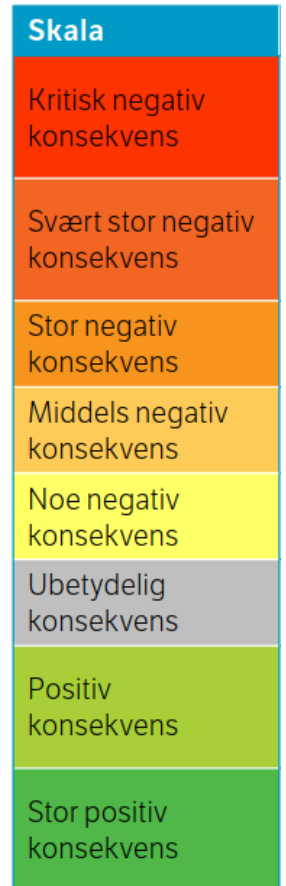 Skala
Kritisk negativ
konsekvens
Svært stor negativ
konsekvens
Stor negativ
konsekvens
Middels negativ
konsekvens
Noe negativ
konsekvens
Ubetydelig
konsekvens
Positiv
konsekvens
Stor positiv
konsekvens